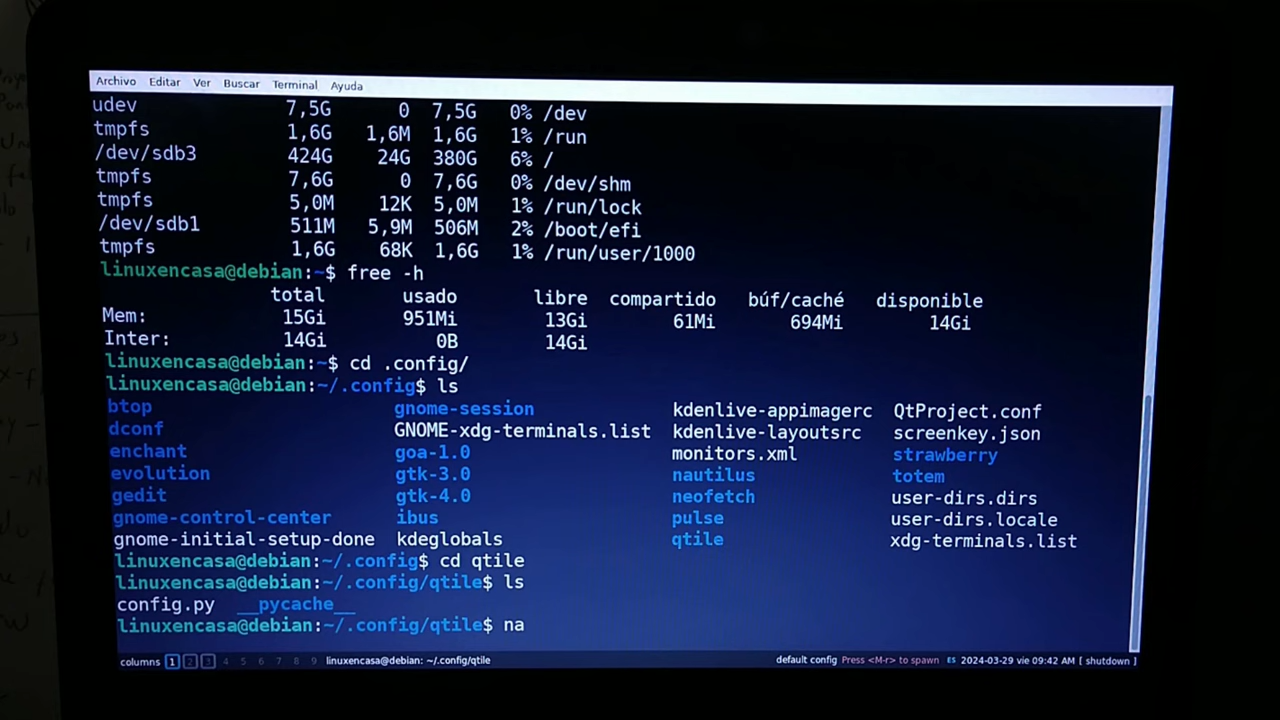 Archivo Editar Ver Buscar Terminal Ayuda
udev 7,5G 0 7,5G 0% /dev
tmpfs 1,6G 1,6M 1,6G 1% /run
/dev/sdb3 424G 24G 380G 6% /
tmpfs 7,6G 0 7,6G 0% /dev/shm
tmpfs 5,0M 12K 5,0M 1% /run/lock
/dev/sdb1 511M 5,9M 506M 2% /boot/efi
tmpfs 1,6G 68K 1,6G 1% /run/user/1000
linuxencasa@debian:~$ free -h
total usado libre compartido búf/caché disponible
Mem: 15Gi 951Mi 13Gi 61Mi 694Mi 14Gi
Inter: 14Gi 0B 14Gi
linuxencasa@debian:~$ cd .config/
linuxencasa@debian:~/.config$ ls
btop gnome-session kdenlive-appimagerc QtProject.conf
dconf GNOME-xdg-terminals.list kdenlive-layoutsrc screenkey.json
enchant goa-1.0 monitors.xml strawberry
evolution gtk-3.0 nautilus totem
gedit gtk-4.0 neofetch user-dirs.dirs
gnome-control-center ibus pulse user-dirs.locale
gnome-initial-setup-done kdeglobals qtile xdg-terminals.list
linuxencasa@debian:~/.config$ cd qtile
linuxencasa@debian:~/.config/qtile$ ls
config.py __pycache__
linuxencasa@debian:~/.config/qtile$ na
columns 1 2 3 4 5 6 7 8 9 linuxencasa@debian: ~/.config/qtile default config Press <M-r> to spawn ES 2024-03-29 vie 09:42 AM [ shutdown ]